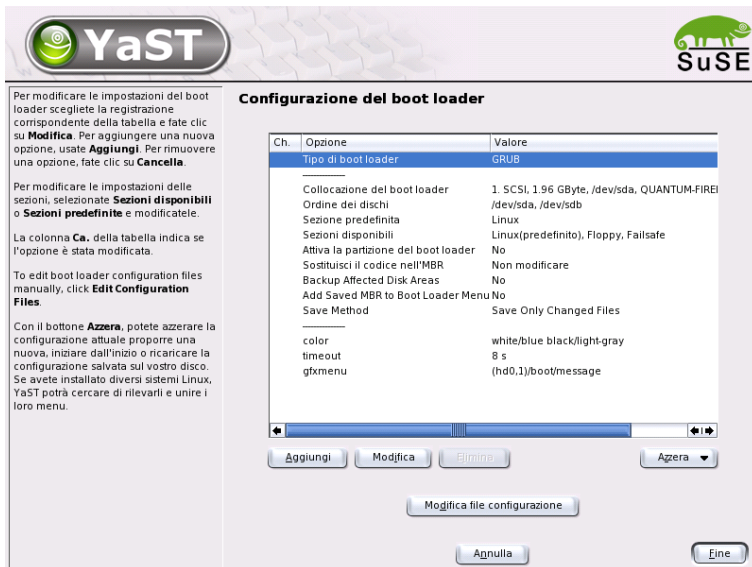 YaST
SuSE
Per modificare le impostazioni del boot
loader scegliete la registrazione
corrispondente della tabella e fate clic
su Modifica. Per aggiungere una nuova
opzione, usate Aggiungi. Per rimuovere
una opzione, fate clic su Cancella.
Per modificare le impostazioni delle
sezioni, selezionate Sezioni disponibili
o Sezioni predefinite e modificatele.
La colonna Ca. della tabella indica se
l'opzione è stata modificata.
To edit boot loader configuration files
manually, click Edit Configuration
Files.
Con il bottone Azzera, potete azzerare la
configurazione attuale proporre una
nuova, iniziare dall'inizio o ricaricare la
configurazione salvata sul vostro disco.
Se avete installato diversi sistemi Linux,
YaST potrà cercare di rilevarli e unire i
loro menu.
Configurazione del boot loader
Ch. Opzione Valore
Tipo di boot loader GRUB
Collocazione del boot loader 1. SCSI, 1.96 GByte, /dev/sda, QUANTUM-FIREI
Ordine dei dischi /dev/sda, /dev/sdb
Sezione predefinita Linux
Sezioni disponibili Linux(predefinito), Floppy, Failsafe
Attiva la partizione del boot loader No
Sostituisci il codice nell'MBR Non modificare
Backup Affected Disk Areas No
Add Saved MBR to Boot Loader Menu No
Save Method Save Only Changed Files
color white/blue black/light-gray
timeout 8 s
gfxmenu (hd0,1)/boot/message
Aggiungi Modifica Elimina Azzera
Modifica file configurazione
Annulla Fine